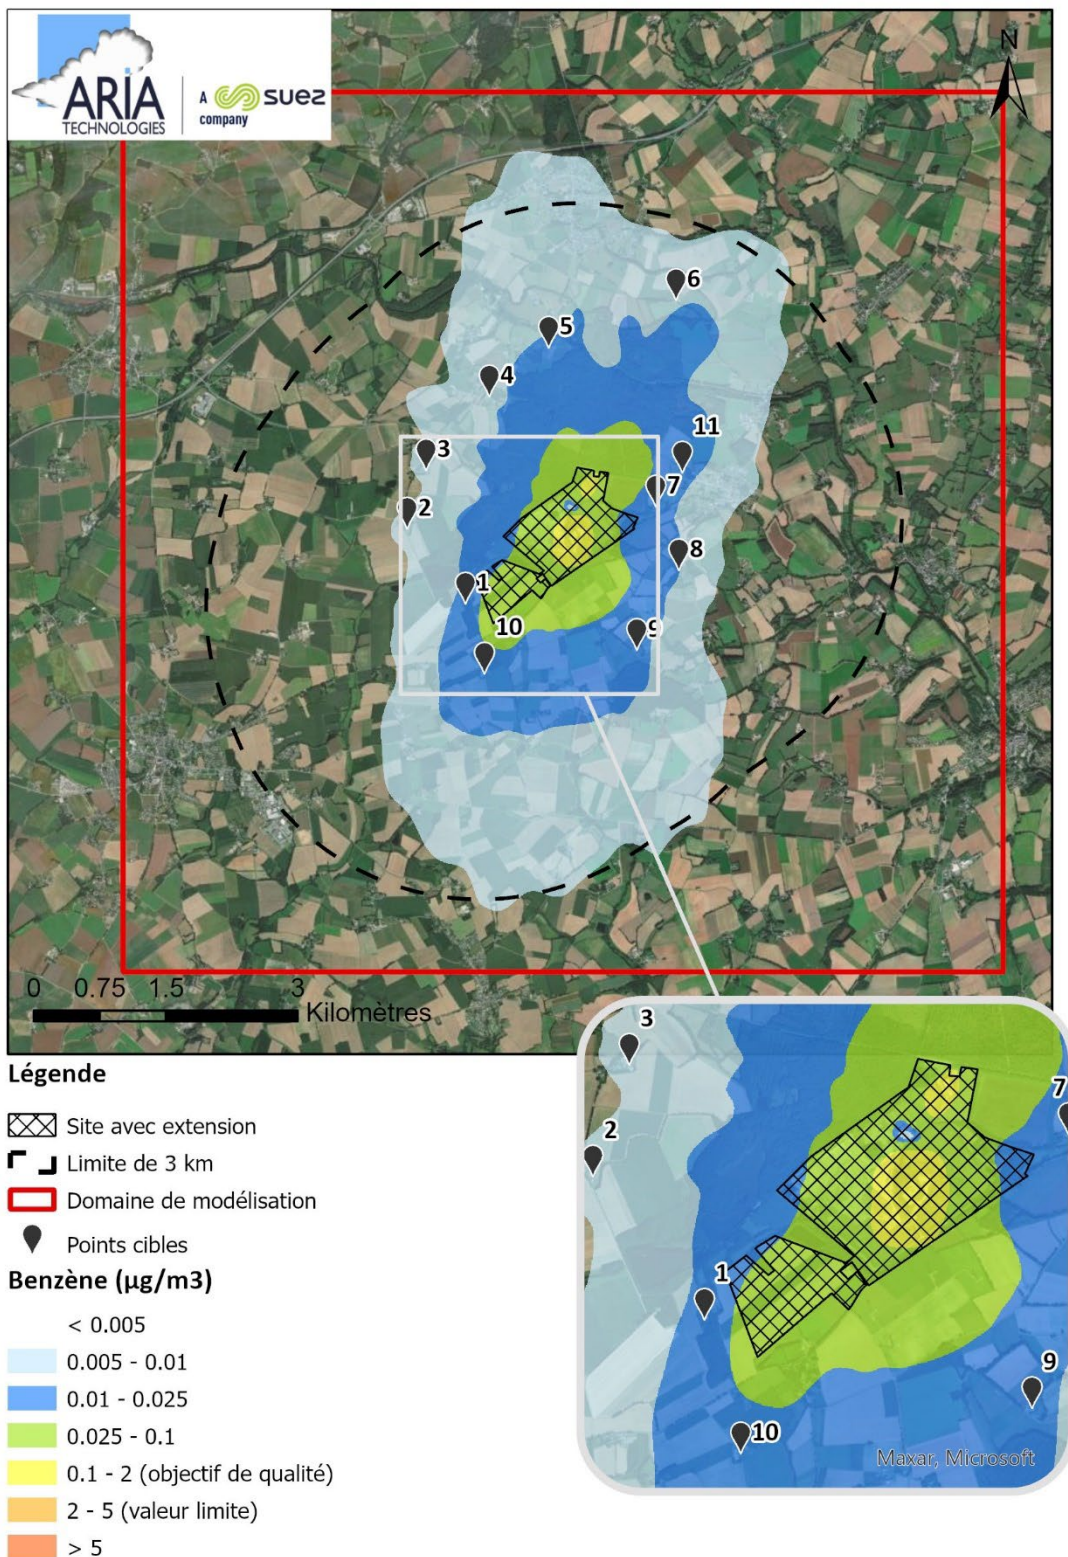 ARIA
TECHNOLOGIES
A
company
suez
N
6
5
4
11
3
7
2
8
1
9
10
0 0.75 1.5 3
Kilomètres
Légende
Site avec extension
Limite de 3 km
Domaine de modélisation
Points cibles
Benzène (µg/m3)
< 0.005
0.005 - 0.01
0.01 - 0.025
0.025 - 0.1
0.1 - 2 (objectif de qualité)
2 - 5 (valeur limite)
> 5
3
7
2
1
9
10
Maxar, Microsoft